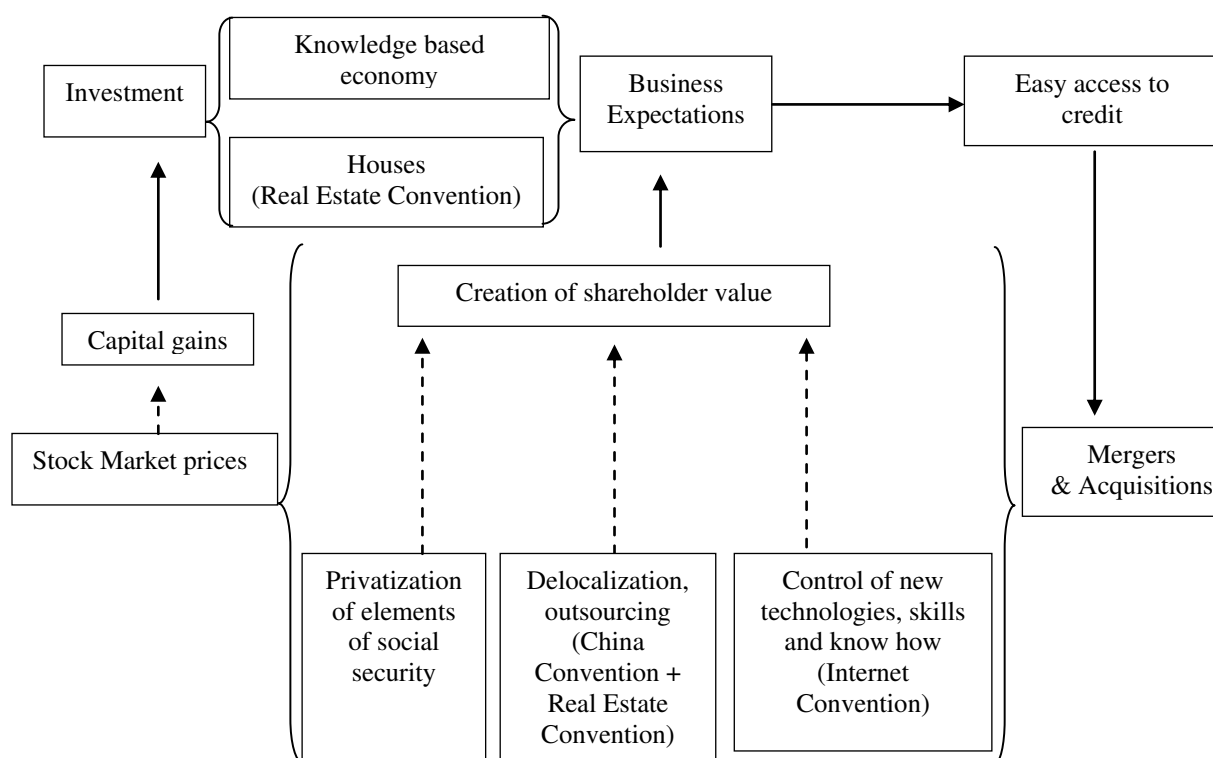 Knowledge based
economy
Investment
Business
Expectations
Easy access to
credit
Houses
(Real Estate Convention)
Creation of shareholder value
Capital gains
Stock Market prices
Mergers
& Acquisitions
Privatization
of elements
of social
security
Delocalization,
outsourcing
(China
Convention +
Real Estate
Convention)
Control of new
technologies, skills
and know how
(Internet
Convention)